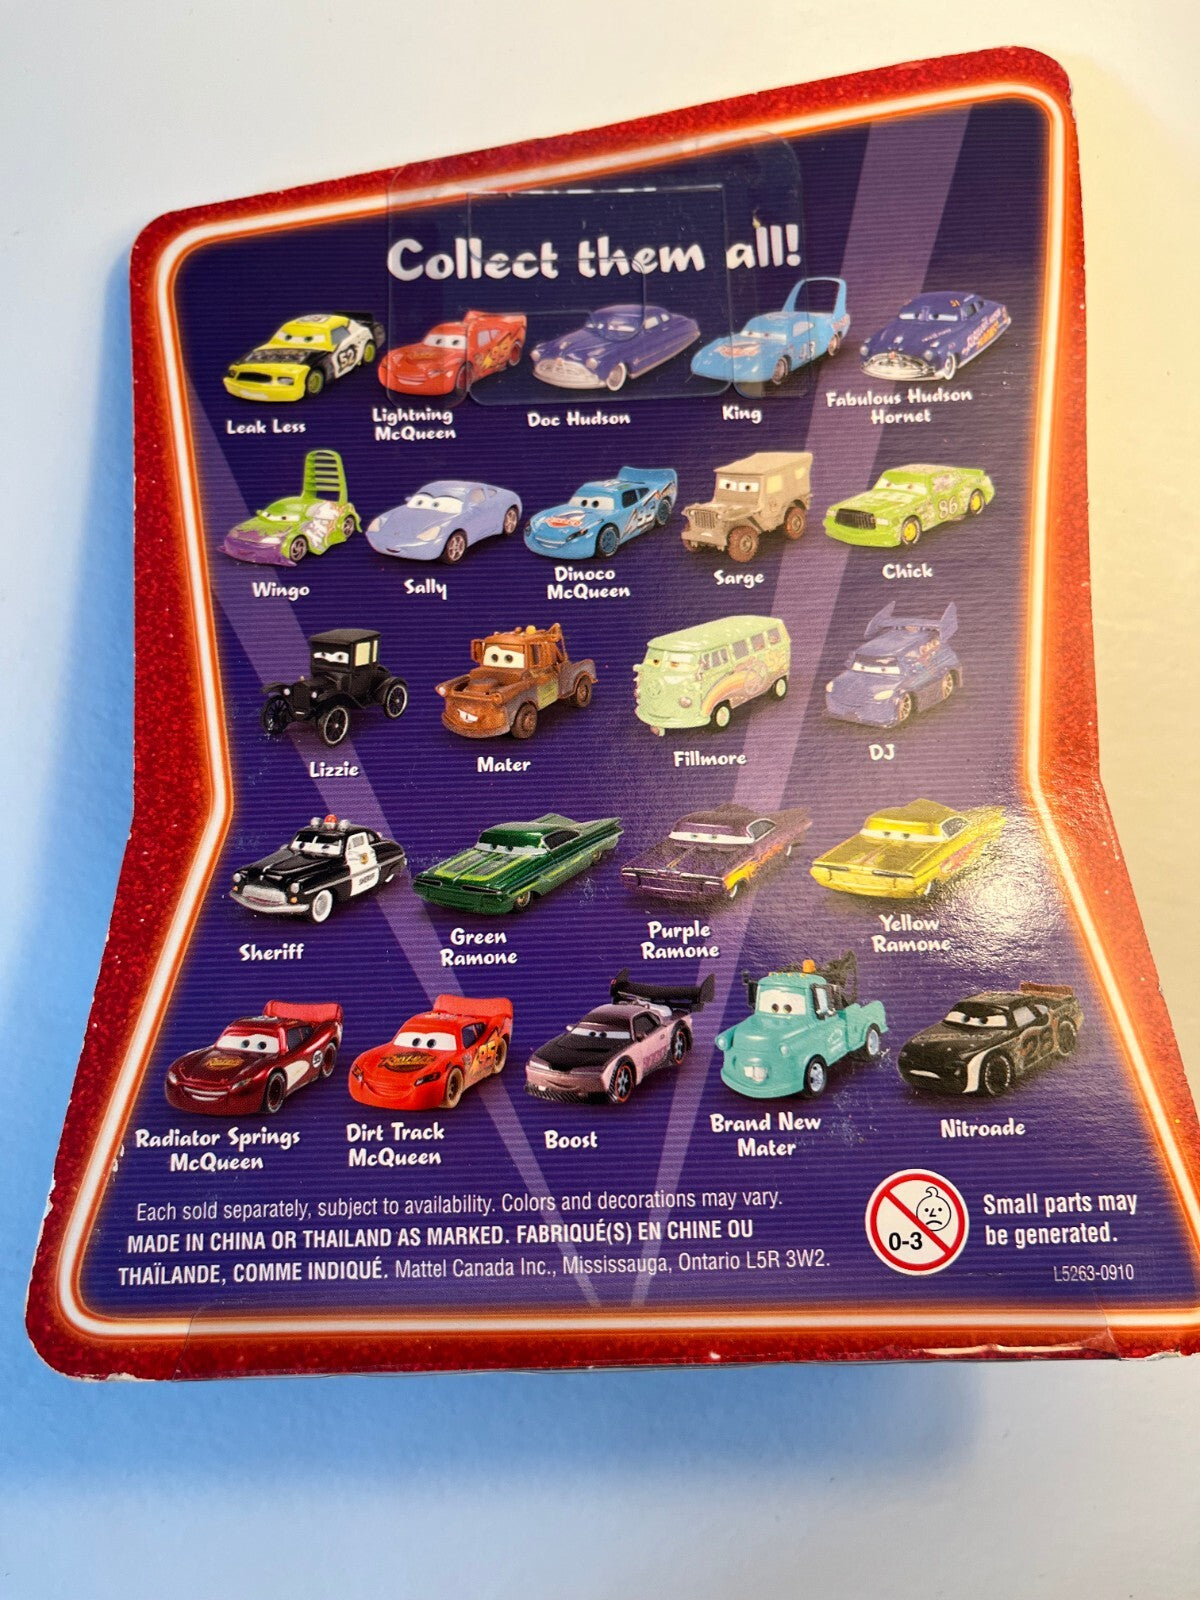 Collect them all!
Leak Less
Lightning
McQueen
Doc Hudson
King
Fabulous Hudson
Hornet
Wingo
Sally
Dinoco
McQueen
Sarge
86
Chick
Lizzie
Mater
Fillmore
DJ
Sheriff
Green
Ramone
Purple
Ramone
Yellow
Ramone
Radiator Springs
McQueen
Dirt Track
McQueen
Boost
Brand New
Mater
Nitroade
Each sold separately, subject to availability. Colors and decorations may vary.
MADE IN CHINA OR THAILAND AS MARKED. FABRIQUÉ(S) EN CHINE OU
THAÏLANDE, COMME INDIQUÉ. Mattel Canada Inc., Mississauga, Ontario L5R 3W2.
0-3
Small parts may
be generated.
L5263-0910